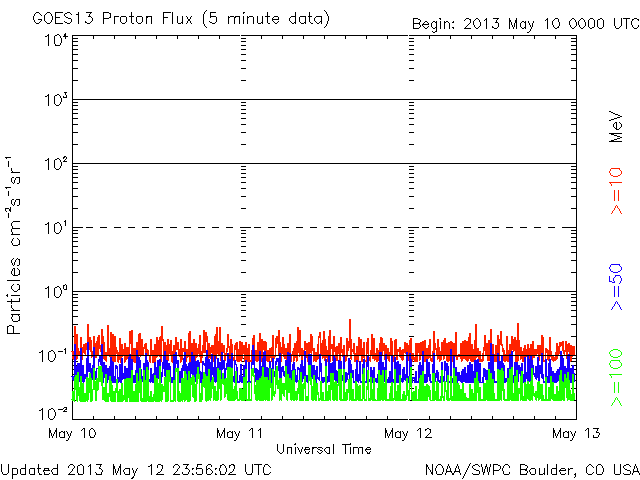 GOES13 Proton Flux (5 minute data)
Begin: 2013 May 10 0000 UTC
Particles cm⁻²s⁻¹sr⁻¹
10⁴
10³
10²
10¹
10⁰
10⁻¹
10⁻²
May 10
May 11
May 12
May 13
Universal Time
MeV
>=10
>=50
>=100
Updated 2013 May 12 23:56:02 UTC
NOAA/SWPC Boulder, CO USA